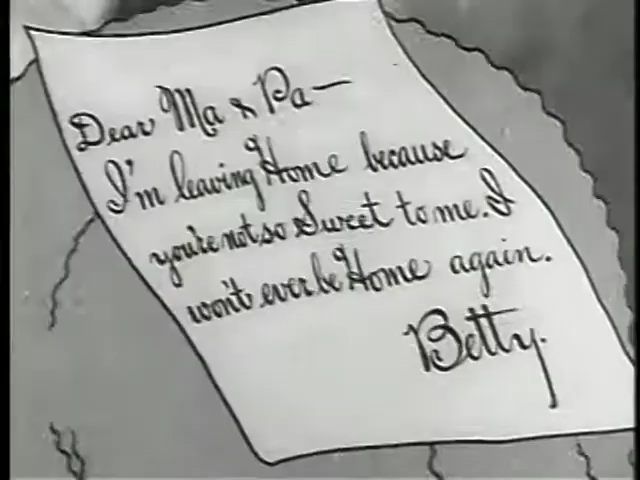 Dear Ma & Pa—
I'm leaving Home because
you're not so Sweet to me. I
won't ever be Home again.
Betty.